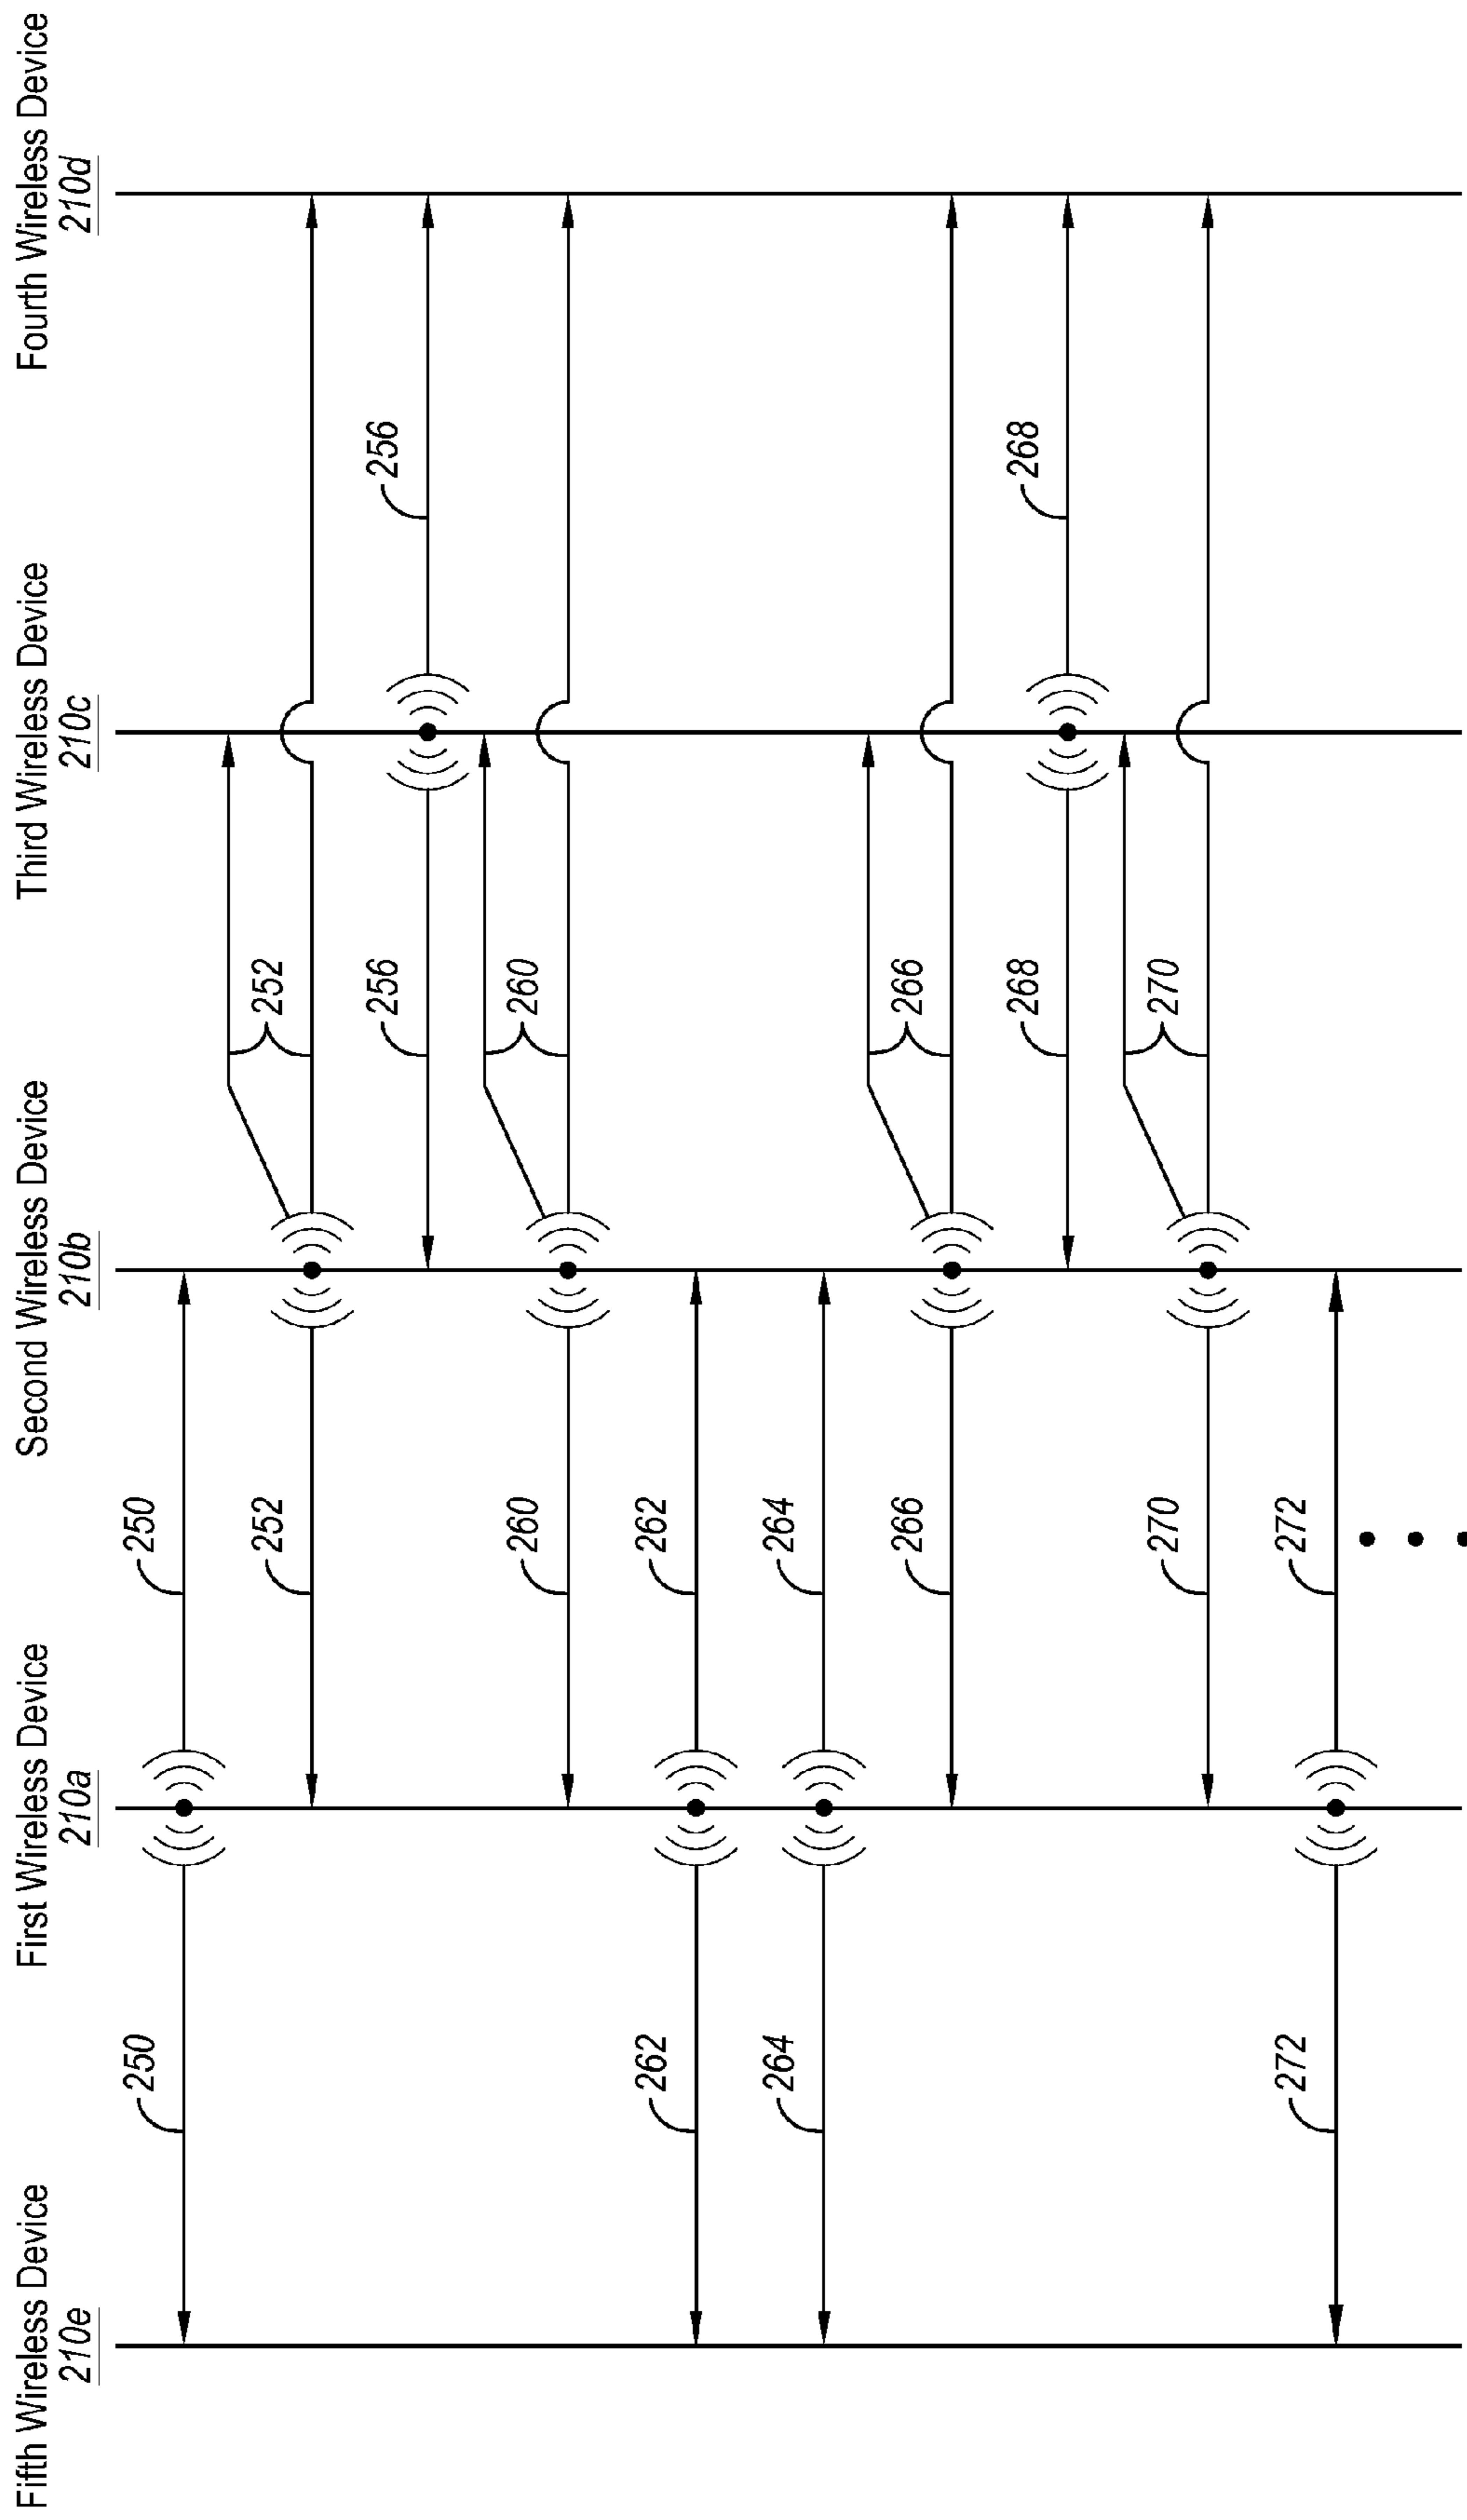 Fifth Wireless Device
210e
First Wireless Device
210a
Second Wireless Device
210b
Third Wireless Device
210c
Fourth Wireless Device
210d
250
250
252
252
256
256
260
260
262
262
264
264
266
266
268
268
270
270
272
272